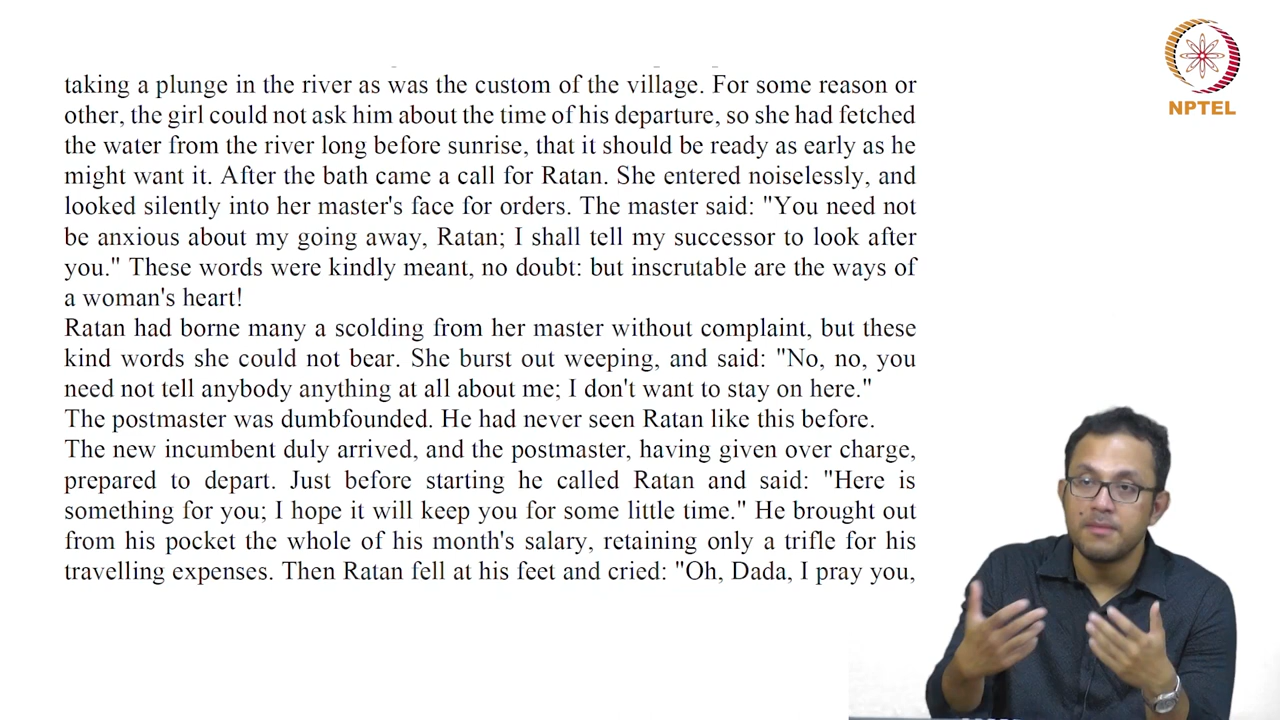 taking a plunge in the river as was the custom of the village. For some reason or
other, the girl could not ask him about the time of his departure, so she had fetched
the water from the river long before sunrise, that it should be ready as early as he
might want it. After the bath came a call for Ratan. She entered noiselessly, and
looked silently into her master's face for orders. The master said: "You need not
be anxious about my going away, Ratan; I shall tell my successor to look after
you." These words were kindly meant, no doubt: but inscrutable are the ways of
a woman's heart!
Ratan had borne many a scolding from her master without complaint, but these
kind words she could not bear. She burst out weeping, and said: "No, no, you
need not tell anybody anything at all about me; I don't want to stay on here."
The postmaster was dumbfounded. He had never seen Ratan like this before.
The new incumbent duly arrived, and the postmaster, having given over charge,
prepared to depart. Just before starting he called Ratan and said: "Here is
something for you; I hope it will keep you for some little time." He brought out
from his pocket the whole of his month's salary, retaining only a trifle for his
travelling expenses. Then Ratan fell at his feet and cried: "Oh, Dada, I pray you,
NPTEL